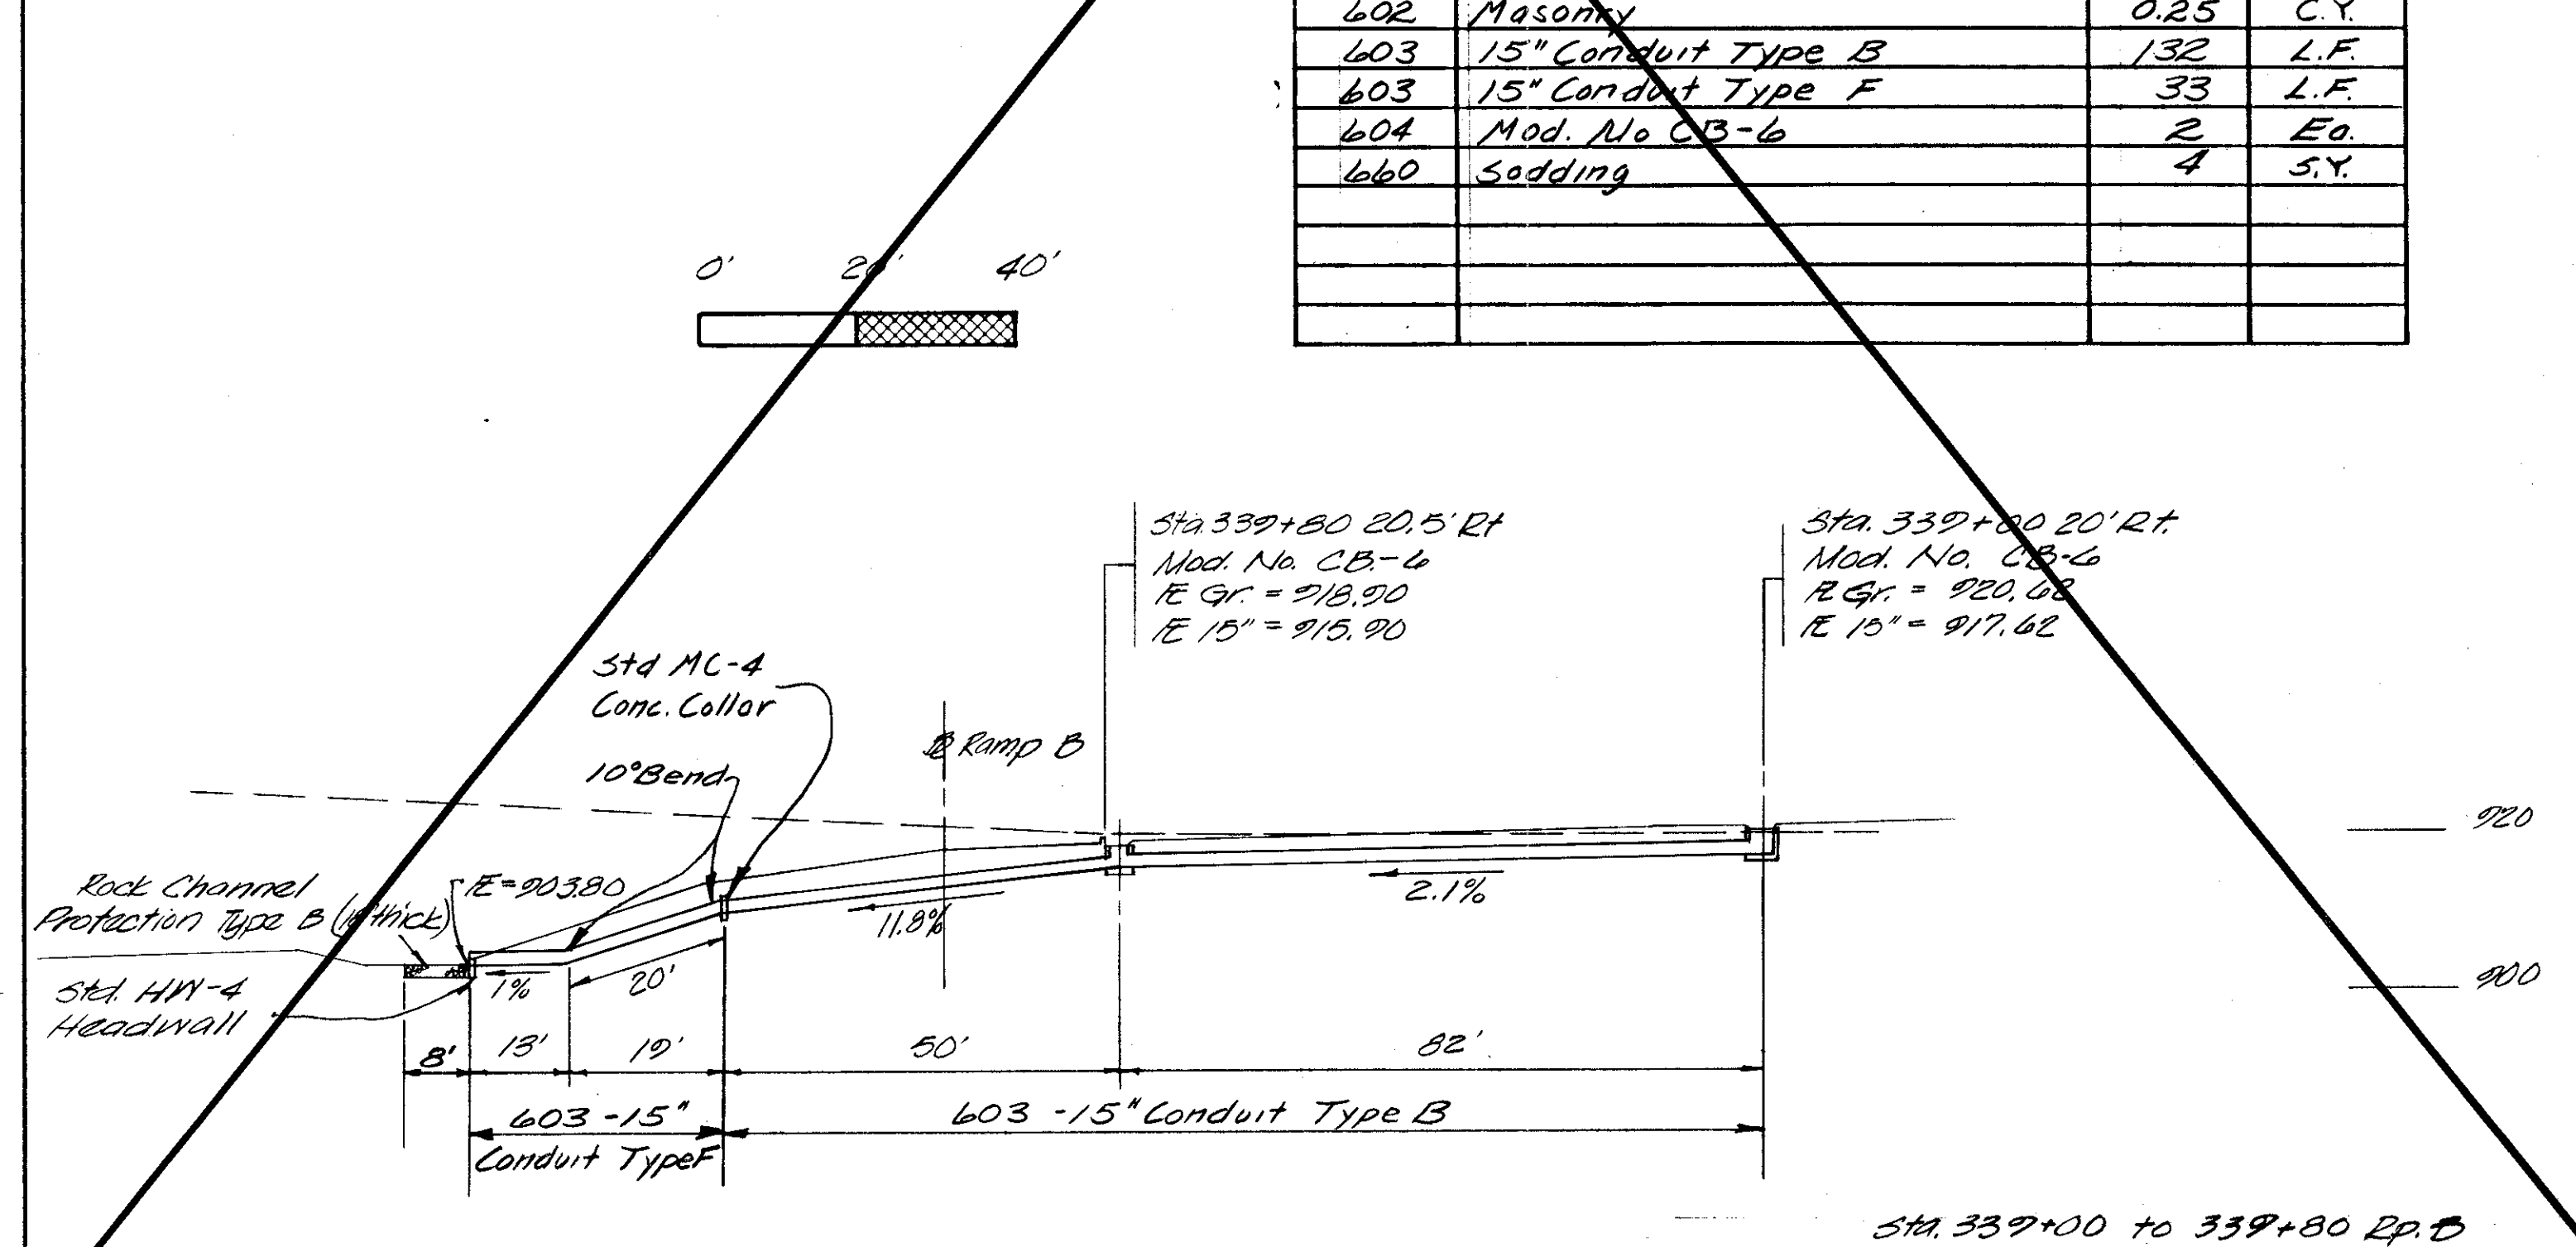 602 Masonry 0.25 C.Y.
603 15" Conduit Type B 132 L.F.
603 15" Conduit Type F 33 L.F.
604 Mod. No CB-6 2 Ea.
660 Sodding 4 S.Y.
0' 20' 40'
Sta. 339+80 20.5' Rt
Mod. No. CB-6
Gr. = 918.90
15" = 915.90
Sta. 339+00 20' Rt.
Mod. No. CB-6
Gr. = 920.62
15" = 917.62
Std MC-4
Conc. Collar
Ramp B
10° Bend
920
Rock Channel
Protection Type B (18" thick)
=903.80
2.1%
11.8%
Std. HW-4
Headwall
1%
20'
900
8' 13' 19' 50' 82'
603 -15"
Conduit Type F
603 -15" Conduit Type B
Sta. 339+00 to 339+80 Rp. B